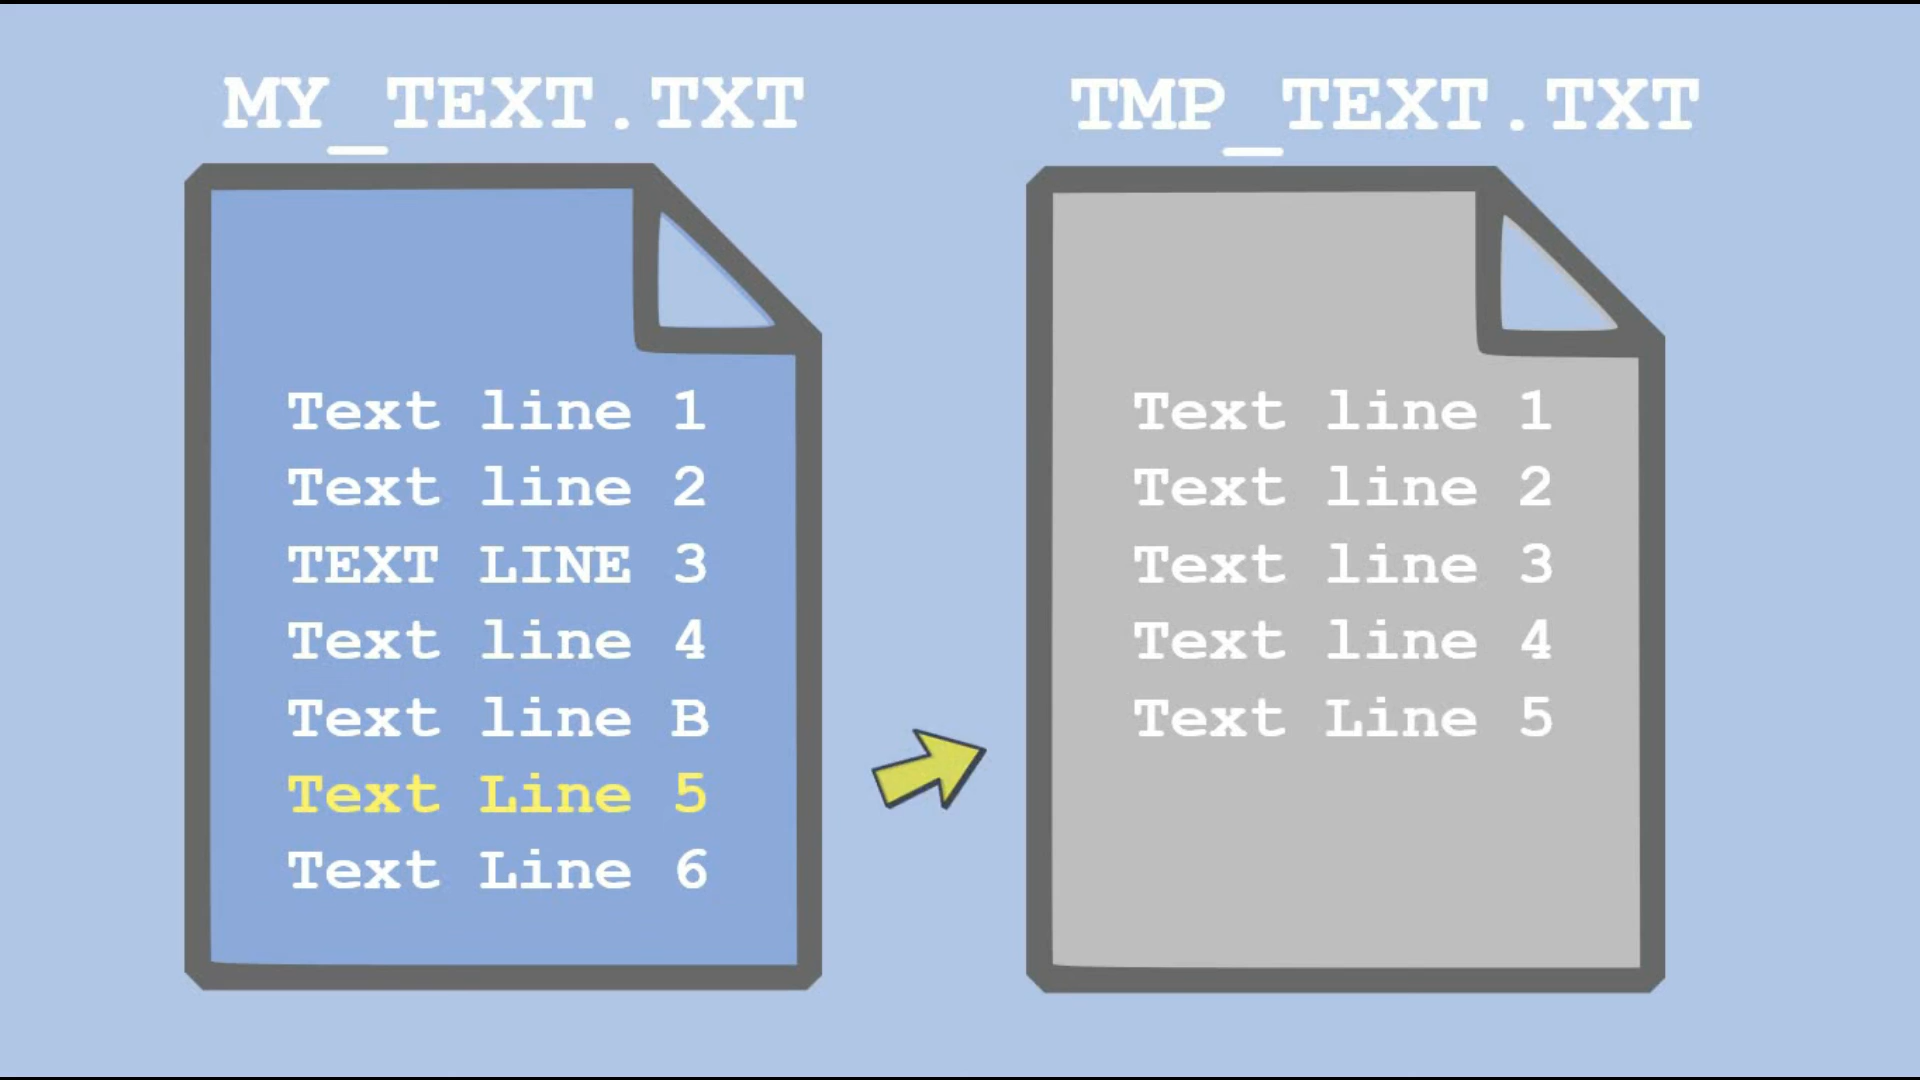 MY_TEXT.TXT
Text line 1
Text line 2
TEXT LINE 3
Text line 4
Text line B
Text Line 5
Text Line 6
TMP_TEXT.TXT
Text line 1
Text line 2
Text line 3
Text line 4
Text Line 5